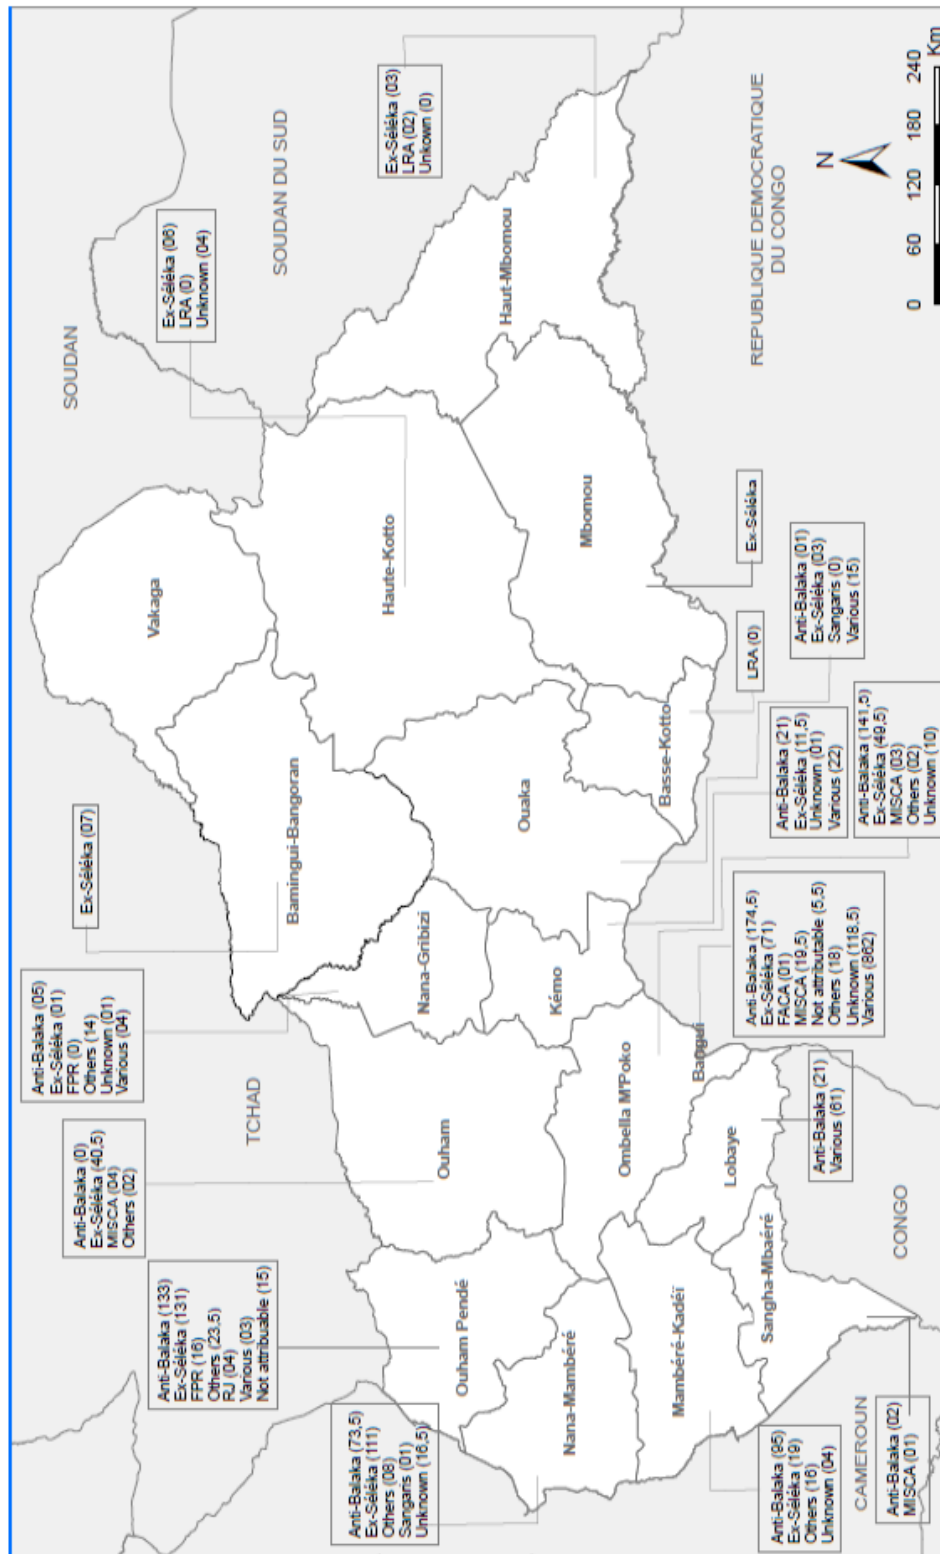 Anti-Balaka (73,5)
Ex-Séléka (111)
Others (08)
Sangaris (01)
Unknown (16,5)
Anti-Balaka (133)
Ex-Séléka (131)
FPR (16)
Others (23,5)
RJ (04)
Various (03)
Not attribuable (15)
Anti-Balaka (0)
Ex-Séléka (40,5)
MISCA (04)
Others (02)
Anti-Balaka (05)
Ex-Séléka (01)
FPR (0)
Others (14)
Unknown (01)
Various (04)
Ex-Séléka (07)
Ex-Séléka (06)
LRA (0)
Unknown (04)
Ex-Séléka (03)
LRA (02)
Unkown (0)
SOUDAN
SOUDAN DU SUD
TCHAD
Vakaga
Bamingui-Bangoran
Haute-Kotto
Haut-Mbomou
Mbomou
Ouaka
Basse-Kotto
Nana-Gribizi
Kémo
Ouham
Ouham Pendé
Nana-Mambéré
Ombella M'Poko
Bangui
Lobaye
Mambéré-Kadéï
Sangha-Mbaéré
Anti-Balaka (95)
Ex-Séléka (19)
Others (16)
Unknown (04)
CAMEROUN
Anti-Balaka (02)
MISCA (01)
CONGO
Anti-Balaka (21)
Various (61)
Anti-Balaka (174,5)
Ex-Séléka (71)
FACA (01)
MISCA (19,5)
Not attributable (5,5)
Others (18)
Unknown (118,5)
Various (862)
Anti-Balaka (21)
Ex-Séléka (11,5)
Unknown (01)
Various (22)
Anti-Balaka (141,5)
Ex-Séléka (49,5)
MISCA (03)
Others (02)
Unknown (10)
LRA (0)
Anti-Balaka (01)
Ex-Séléka (03)
Sangaris (0)
Various (15)
Ex-Séléka
REPUBLIQUE DEMOCRATIQUE
DU CONGO
N
0 60 120 180 240
Km